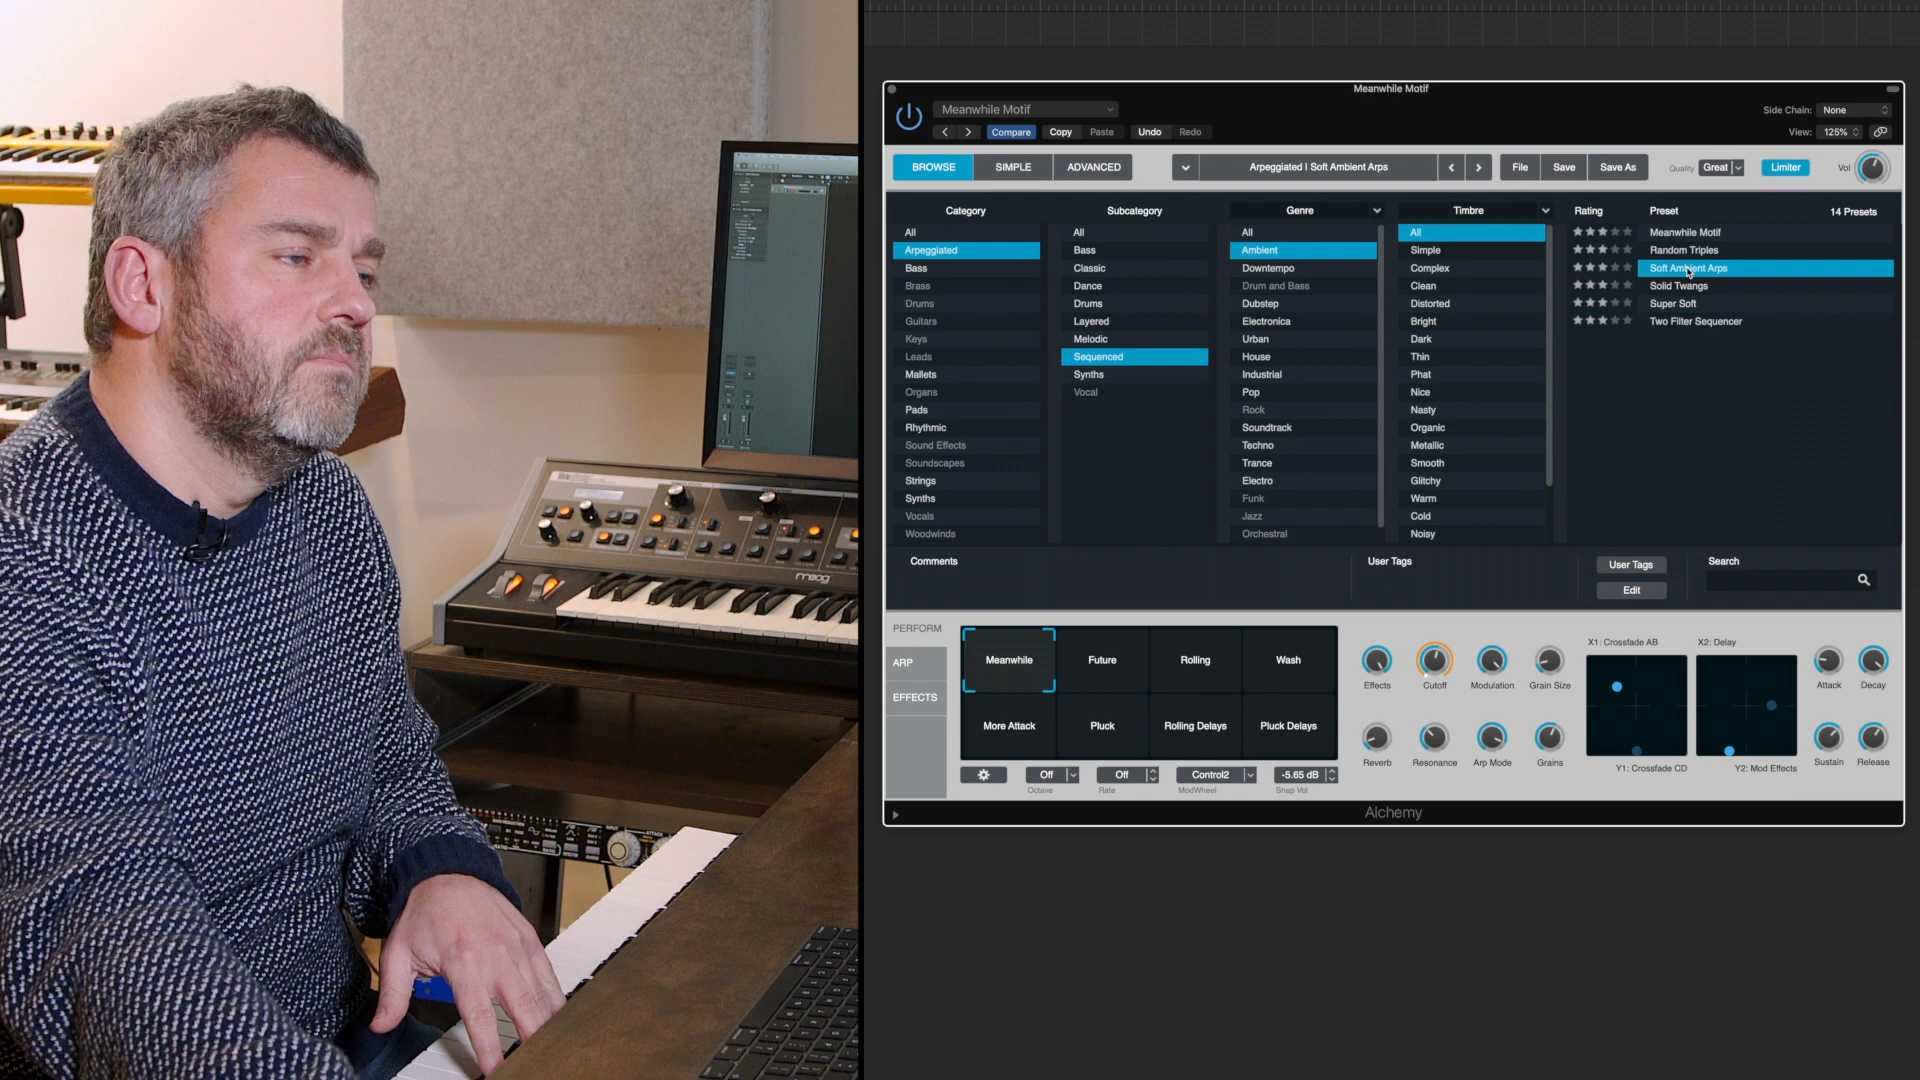 Meanwhile Motif
Meanwhile Motif
Side Chain: None
Compare Copy Paste Undo Redo
View: 125%
BROWSE SIMPLE ADVANCED Arpeggiated | Soft Ambient Arps File Save Save As Quality Great Limiter Vol
Category Subcategory Genre Timbre Rating Preset 14 Presets
All All All All Meanwhile Motif
Arpeggiated Bass Ambient Simple Random Triples
Bass Classic Downtempo Complex Soft Ambient Arps
Brass Dance Drum and Bass Clean Solid Twangs
Drums Drums Dubstep Distorted Super Soft
Guitars Layered Electronica Bright Two Filter Sequencer
Keys Melodic Urban Dark
Leads Sequenced House Thin
Mallets Synths Industrial Phat
Organs Vocal Pop Nice
Pads Rock Nasty
Rhythmic Soundtrack Organic
Sound Effects Techno Metallic
Soundscapes Trance Smooth
Strings Electro Glitchy
Synths Funk Warm
Vocals Jazz Cold
Woodwinds Orchestral Noisy
Comments User Tags User Tags Search
Edit
PERFORM
ARP
EFFECTS
Meanwhile Future Rolling Wash
More Attack Pluck Rolling Delays Pluck Delays
Off Off Control2 -5.65 dB
Octave Rate ModWheel Snap Vol
Effects Cutoff Modulation Grain Size
Reverb Resonance Arp Mode Grains
X1: Crossfade AB X2: Delay
Y1: Crossfade CD Y2: Mod Effects
Attack Decay
Sustain Release
Alchemy
moog